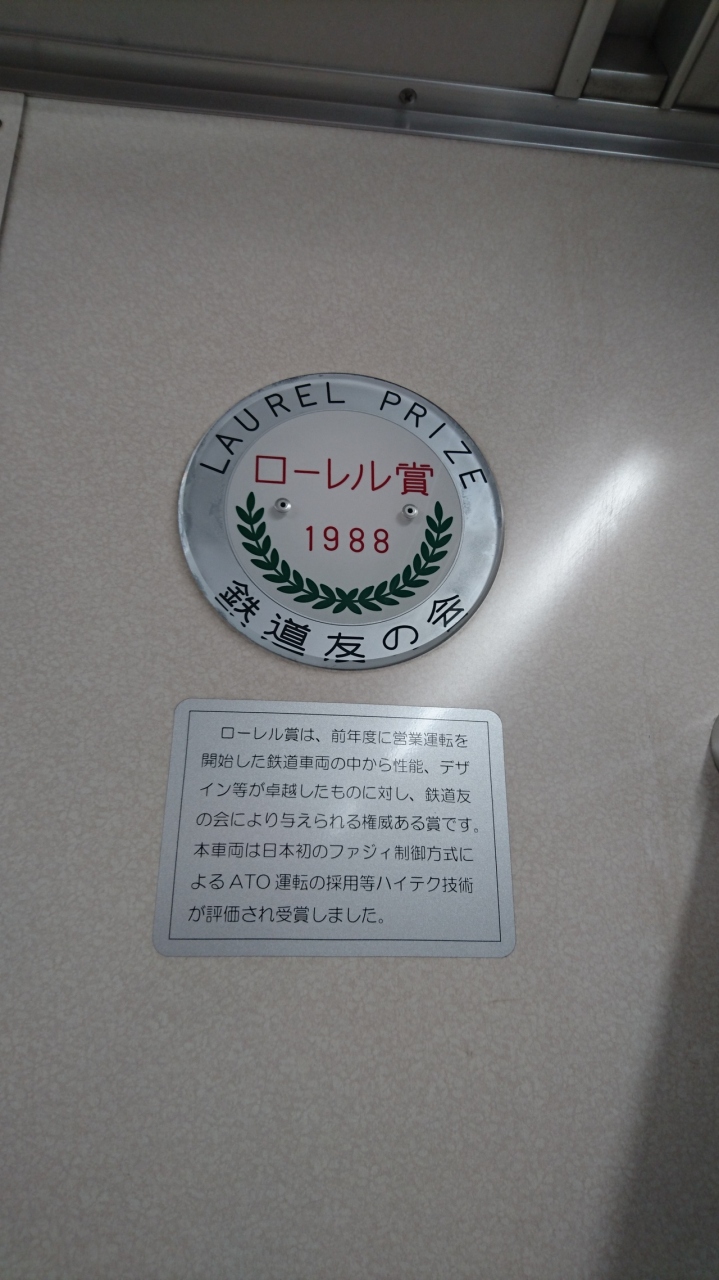 LAUREL PRIZE
ローレル賞
1988
鉄道友の会
ローレル賞は、前年度に営業運転を
開始した鉄道車両の中から性能、デザ
イン等が卓越したものに対し、鉄道友
の会により与えられる権威ある賞です。
本車両は日本初のファジィ制御方式に
よるATO運転の採用等ハイテク技術
が評価され受賞しました。